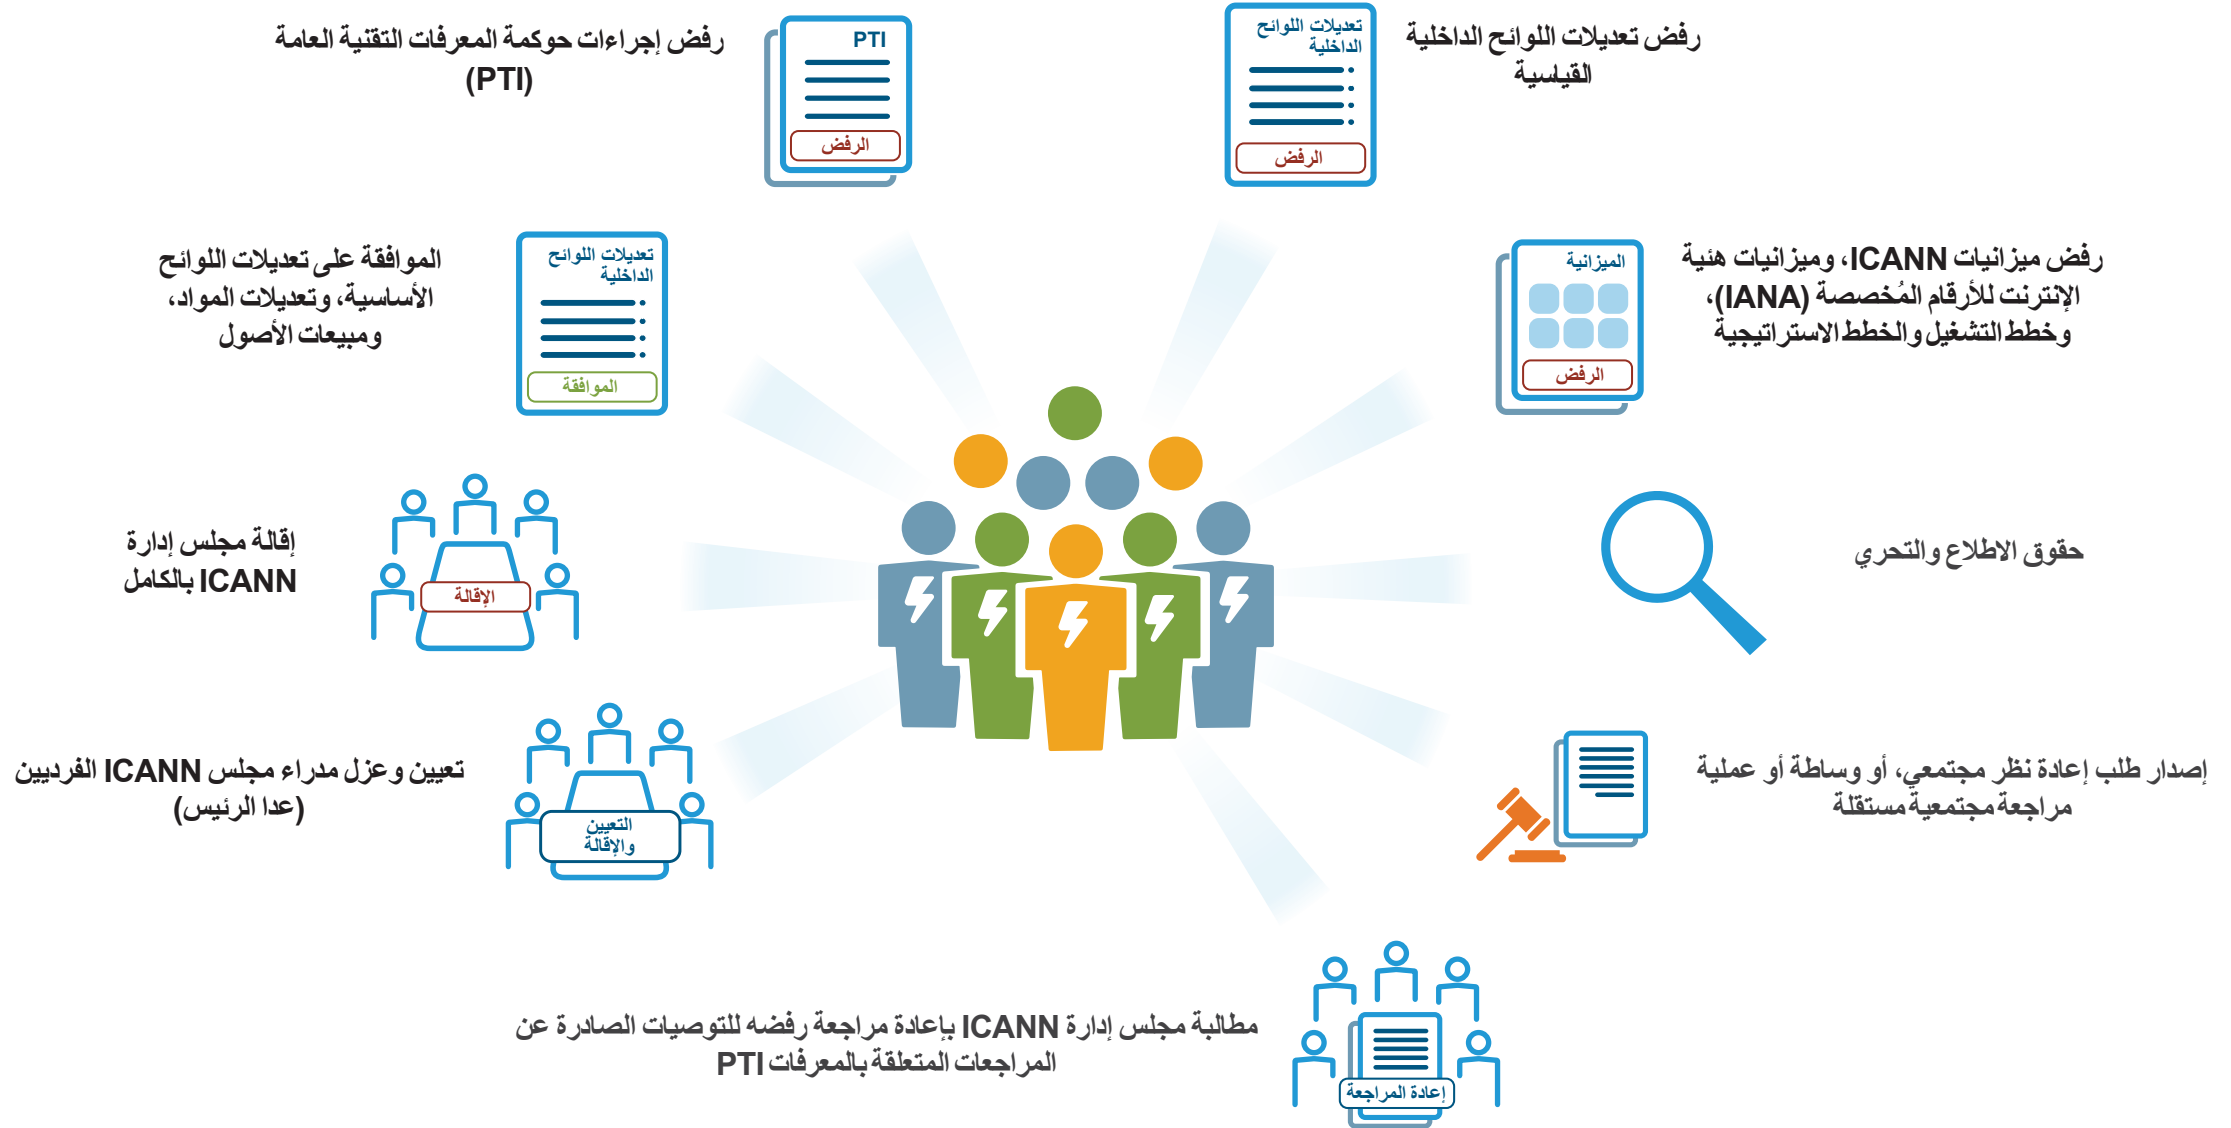 رفض تعديلات اللوائح الداخلية
القياسية
تعديلات اللوائح
الداخلية
الرفض
رفض إجراءات حوكمة المعرفات التقنية العامة
(PTI)
PTI
الرفض
رفض ميزانيات ICANN، وميزانيات هئية
الإنترنت للأرقام المُخصصة (IANA)،
وخطط التشغيل والخطط الاستراتيجية
الميزانية
الرفض
الموافقة على تعديلات اللوائح
الأساسية، وتعديلات المواد،
ومبيعات الأصول
تعديلات اللوائح
الداخلية
الموافقة
حقوق الاطلاع والتحري
إقالة مجلس إدارة
ICANN بالكامل
الإقالة
إصدار طلب إعادة نظر مجتمعي، أو وساطة أو عملية
مراجعة مجتمعية مستقلة
تعيين وعزل مدراء مجلس ICANN الفرديين
(عدا الرئيس)
التعيين
والإقالة
مطالبة مجلس إدارة ICANN بإعادة مراجعة رفضه للتوصيات الصادرة عن
المراجعات المتعلقة بالمعرفات PTI
إعادة المراجعة